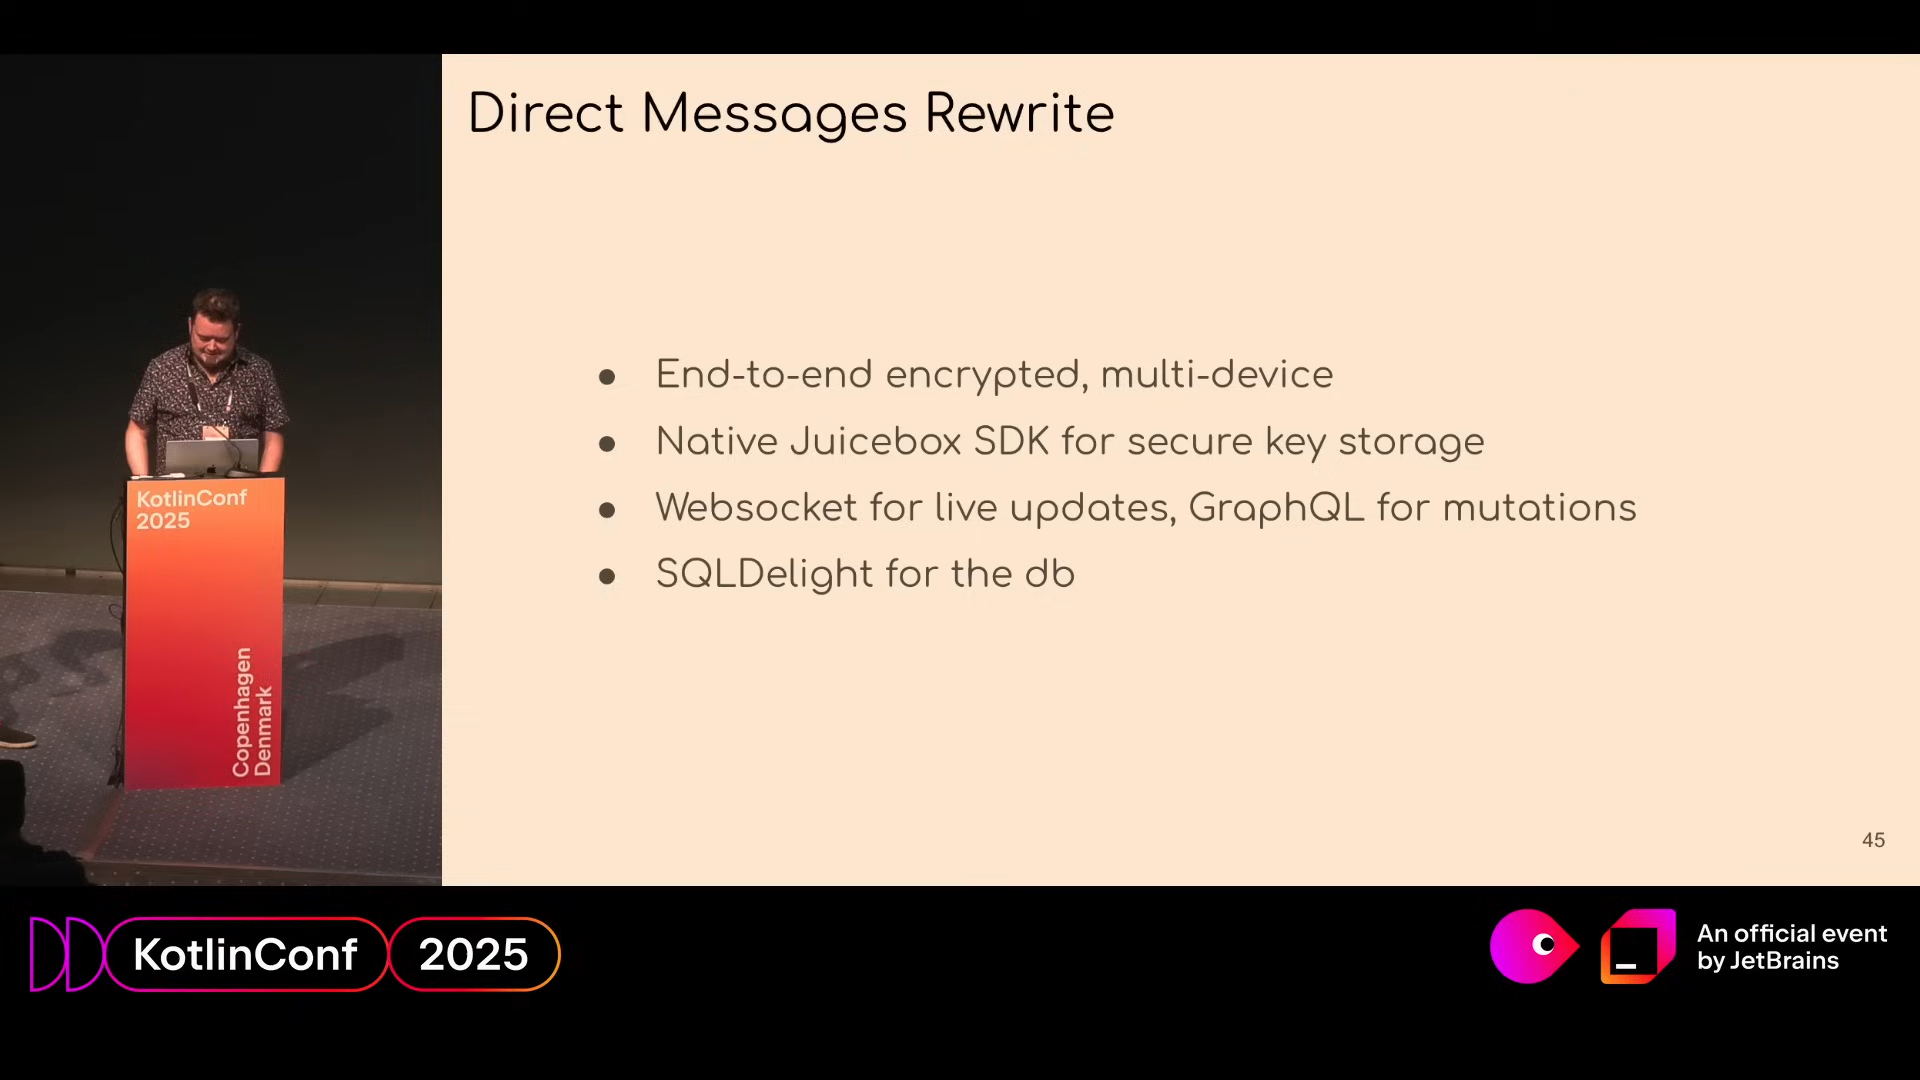 Direct Messages Rewrite
● End-to-end encrypted, multi-device
● Native Juicebox SDK for secure key storage
● Websocket for live updates, GraphQL for mutations
● SQLDelight for the db
45
KotlinConf
2025
Copenhagen
Denmark
KotlinConf 2025
An official event
by JetBrains